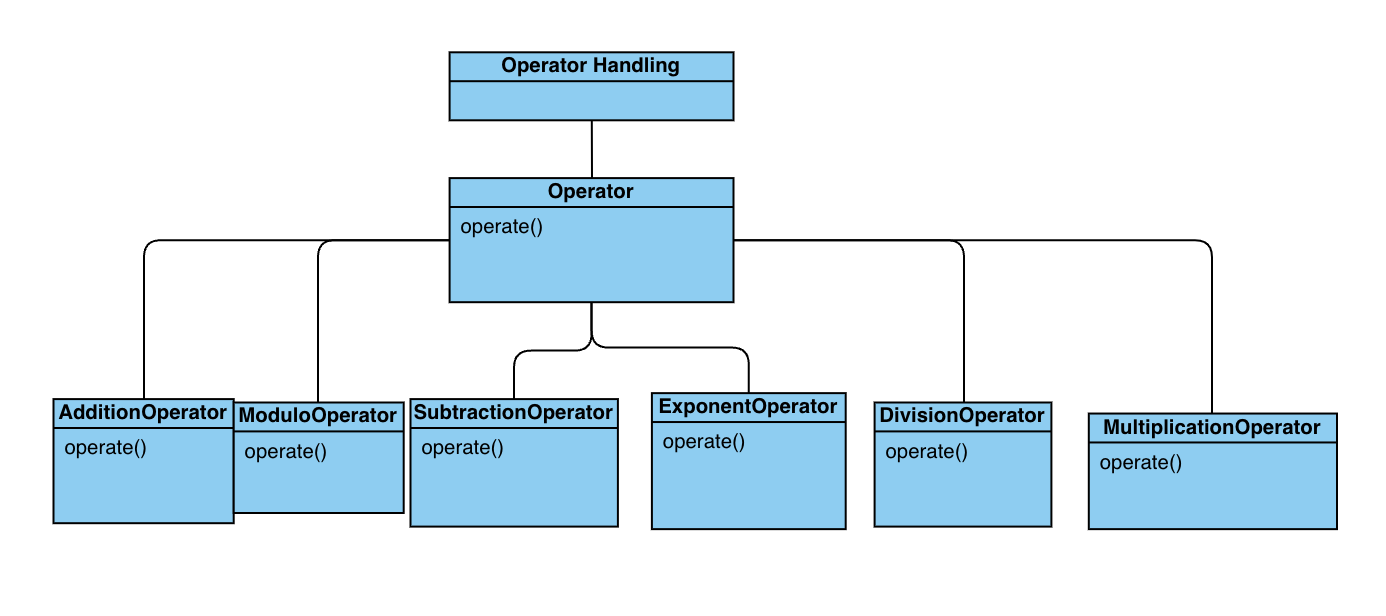 Operator Handling
Operator
operate()
AdditionOperator
operate()
ModuloOperator
operate()
SubtractionOperator
operate()
ExponentOperator
operate()
DivisionOperator
operate()
MultiplicationOperator
operate()